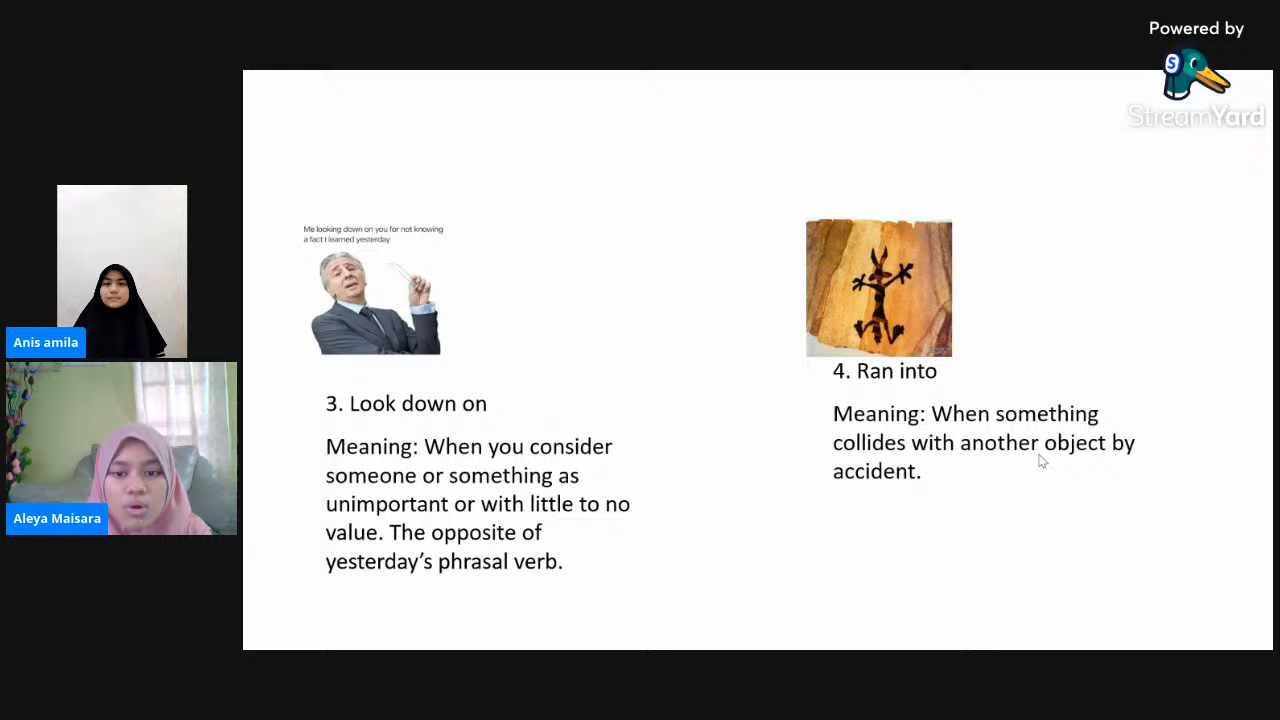 Powered by
S
StreamYard
Me looking down on you for not knowing
a fact I learned yesterday
3. Look down on
Meaning: When you consider
someone or something as
unimportant or with little to no
value. The opposite of
yesterday's phrasal verb.
4. Ran into
Meaning: When something
collides with another object by
accident.
Anis amila
Aleya Maisara